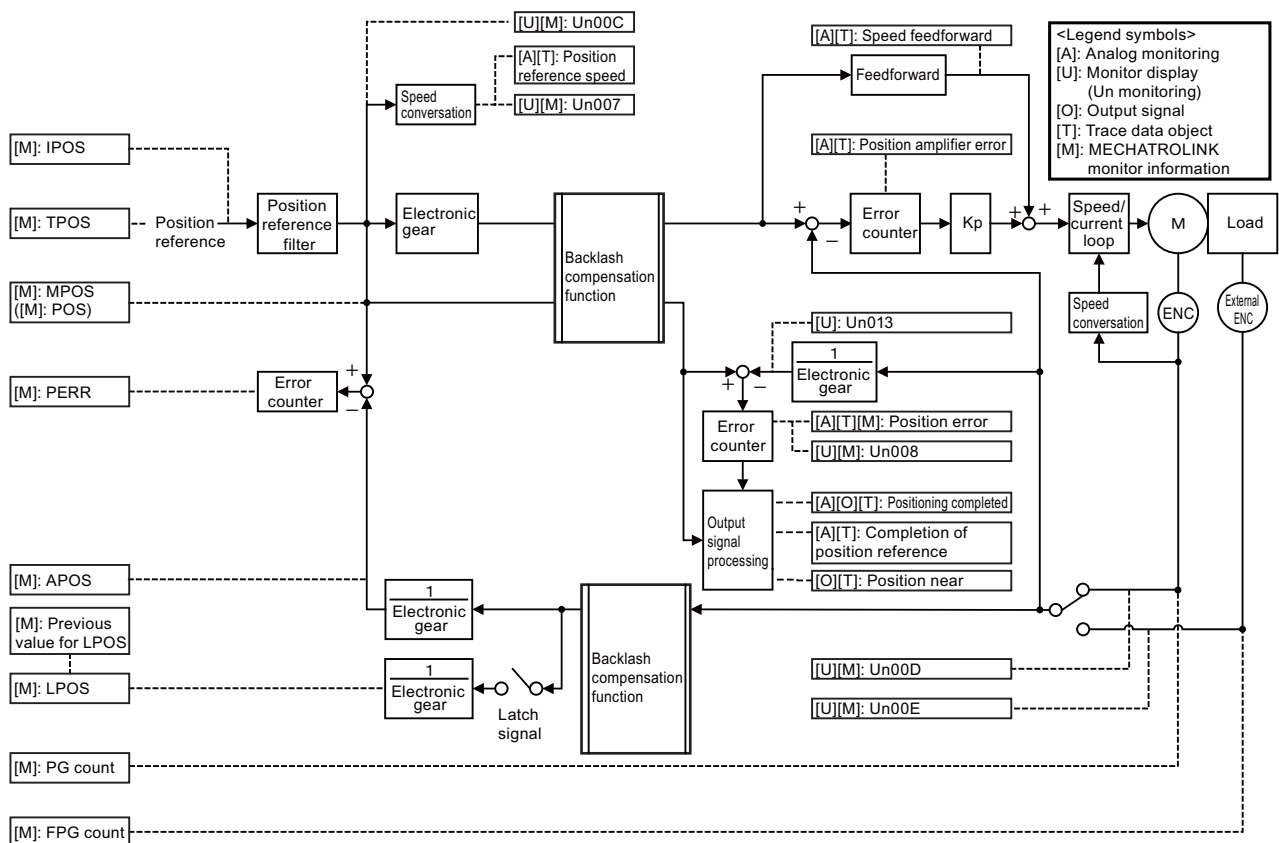 [U][M]: Un00C
[A][T]: Position
reference speed
[U][M]: Un007
Speed
conversation
[A][T]: Speed feedforward
Feedforward
<Legend symbols>
[A]: Analog monitoring
[U]: Monitor display
(Un monitoring)
[O]: Output signal
[T]: Trace data object
[M]: MECHATROLINK
monitor information
[M]: IPOS
[M]: TPOS
Position
reference
Position
reference
filter
Electronic
gear
Backlash
compensation
function
[A][T]: Position amplifier error
+
−
Error
counter
Kp
+
+
Speed/
current
loop
M
Load
[M]: MPOS
([M]: POS)
Speed
conversation
ENC
External
ENC
[U]: Un013
[M]: PERR
Error
counter
+
−
+
−
1
Electronic
gear
Error
counter
[A][T][M]: Position error
[U][M]: Un008
Output
signal
processing
[A][O][T]: Positioning completed
[A][T]: Completion of
position reference
[O][T]: Position near
[M]: APOS
1
Electronic
gear
Backlash
compensation
function
[M]: Previous
value for LPOS
[M]: LPOS
1
Electronic
gear
Latch
signal
[U][M]: Un00D
[U][M]: Un00E
[M]: PG count
[M]: FPG count